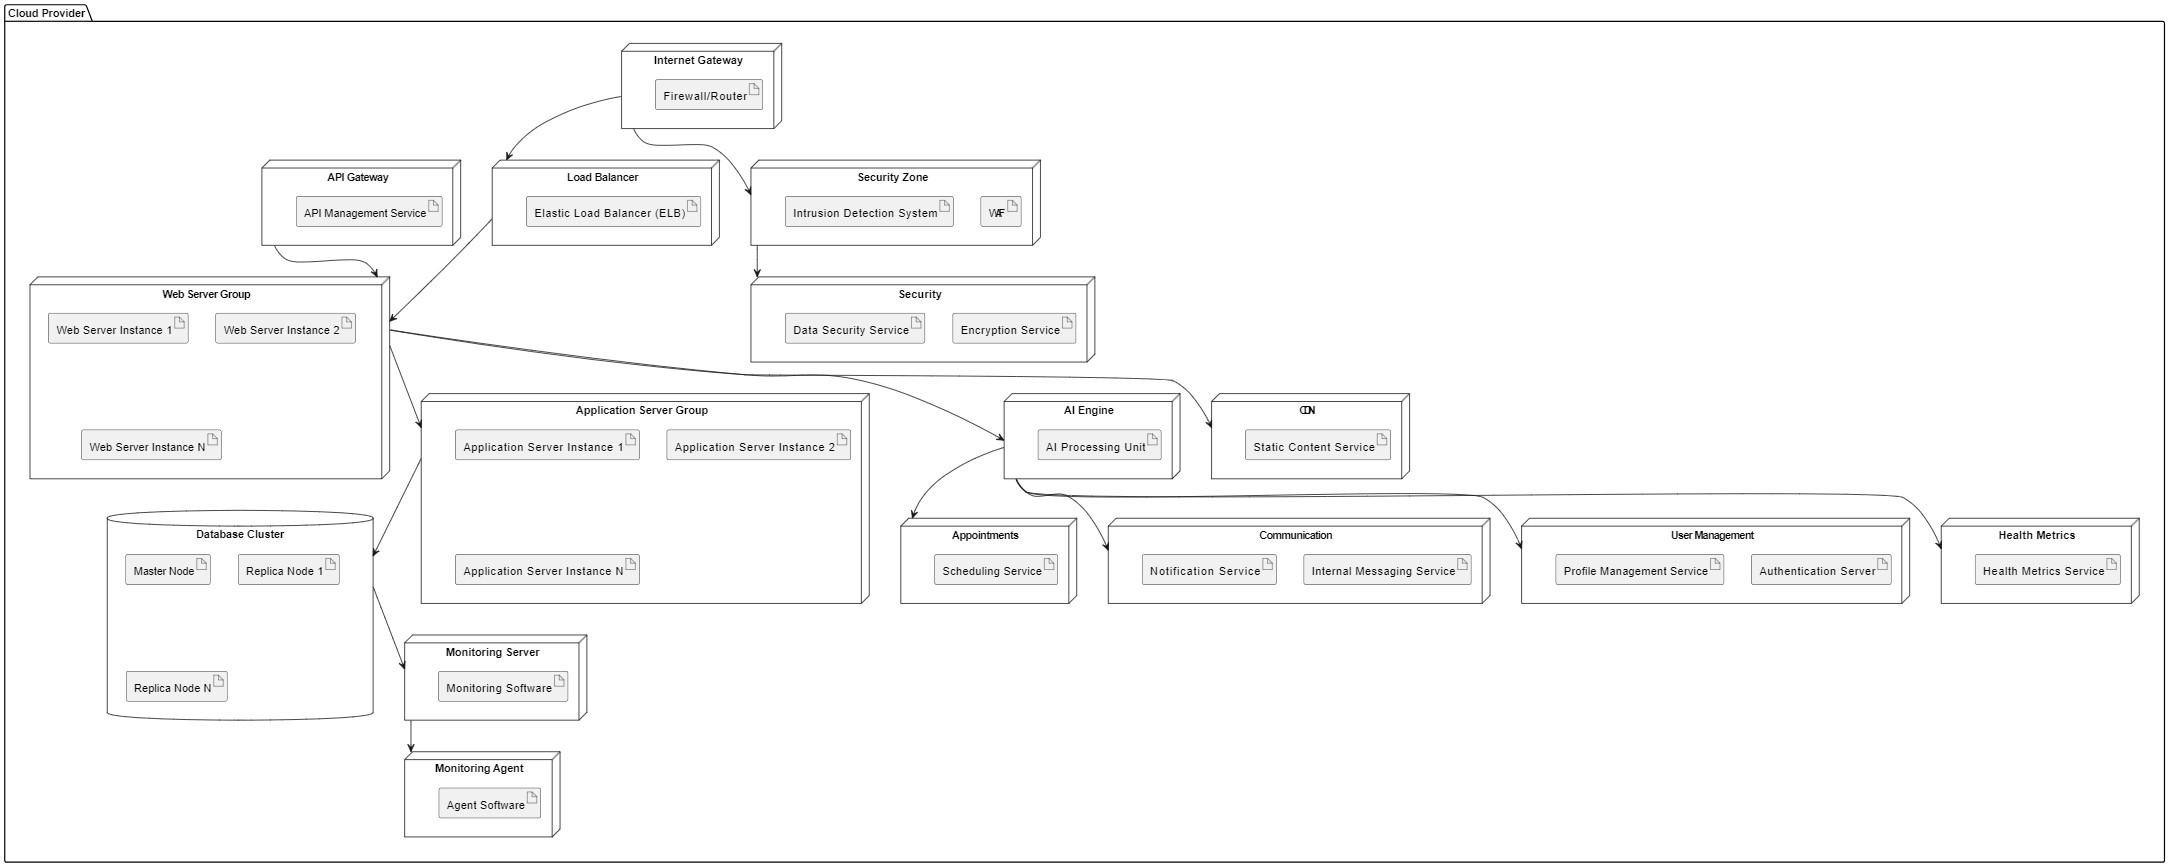 Cloud Provider
Internet Gateway
Firewall/Router
API Gateway
API Management Service
Load Balancer
Elastic Load Balancer (ELB)
Security Zone
Intrusion Detection System
WAF
Web Server Group
Web Server Instance 1
Web Server Instance 2
Web Server Instance N
Security
Data Security Service
Encryption Service
Application Server Group
Application Server Instance 1
Application Server Instance 2
Application Server Instance N
AI Engine
AI Processing Unit
CDN
Static Content Service
Database Cluster
Master Node
Replica Node 1
Replica Node N
Appointments
Scheduling Service
Communication
Notification Service
Internal Messaging Service
User Management
Profile Management Service
Authentication Server
Health Metrics
Health Metrics Service
Monitoring Server
Monitoring Software
Monitoring Agent
Agent Software